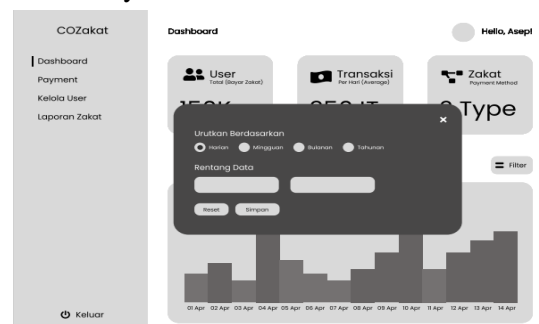 COZakat
Dashboard
Hello, Asep!
Dashboard
Payment
Kelola User
Laporan Zakat
User
Total (Bayar Zakat)
Transaksi
Per Hari (Average)
Zakat
Payment Method
Type
×
Urutkan Berdasarkan
Harian Mingguan Bulanan Tahunan
Rentang Data
Filter
Reset Simpan
01 Apr 02 Apr 03 Apr 04 Apr 05 Apr 06 Apr 07 Apr 08 Apr 09 Apr 10 Apr 11 Apr 12 Apr 13 Apr 14 Apr
Keluar